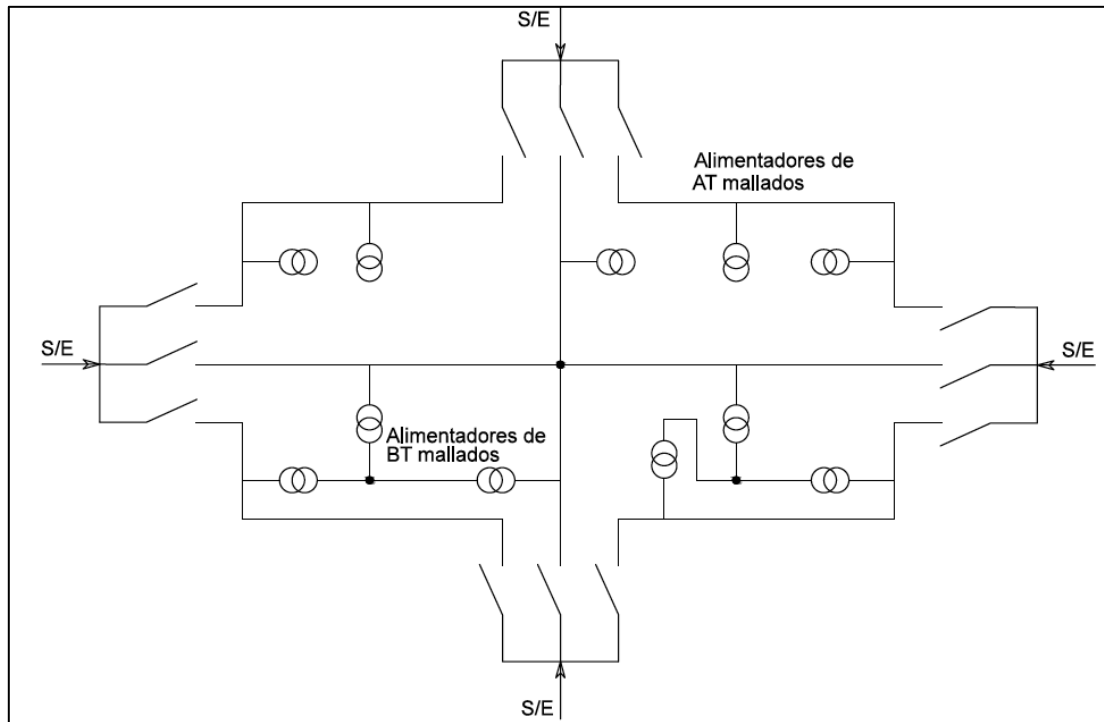 S/E
Alimentadores de
AT mallados
S/E
S/E
Alimentadores de
BT mallados
S/E